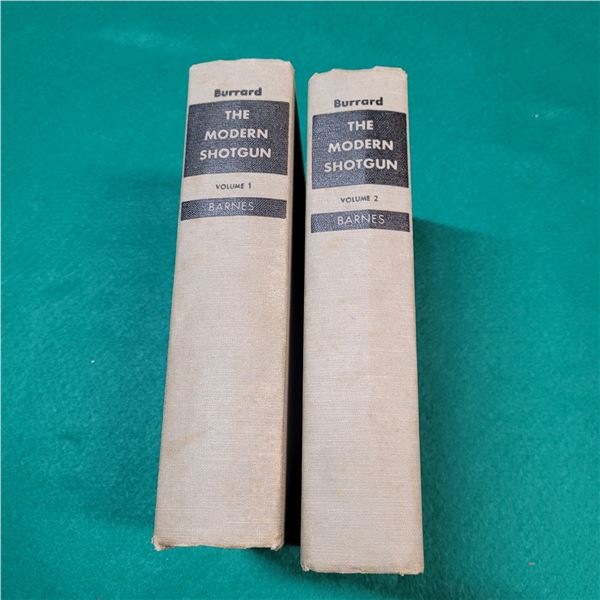 Burrard
THE
MODERN
SHOTGUN
VOLUME 1
BARNES
Burrard
THE
MODERN
SHOTGUN
VOLUME 2
BARNES